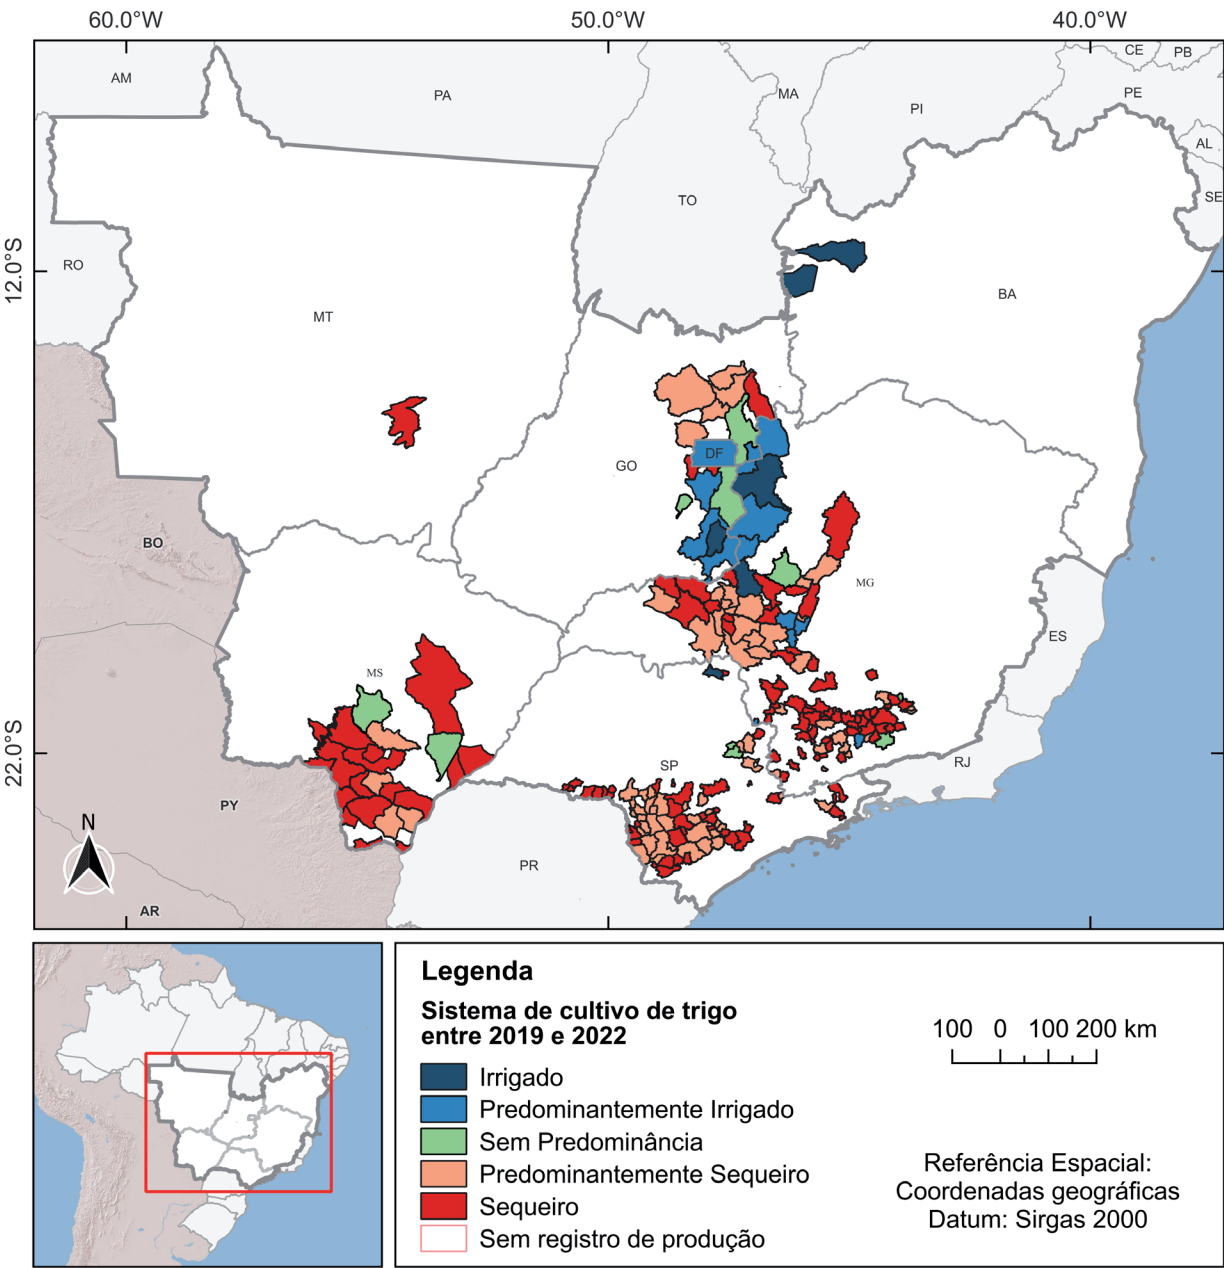 60.0°W 50.0°W 40.0°W
CE PB
AM
PA
MA
PE
PI
AL
TO
SE
12.0°S
RO
BA
MT
DF
GO
BO
MG
ES
MS
22.0°S
RJ
SP
PY
N
PR
AR
Legenda
Sistema de cultivo de trigo
entre 2019 e 2022
Irrigado
Predominantemente Irrigado
Sem Predominância
Predominantemente Sequeiro
Sequeiro
Sem registro de produção
100 0 100 200 km
Referência Espacial:
Coordenadas geográficas
Datum: Sirgas 2000